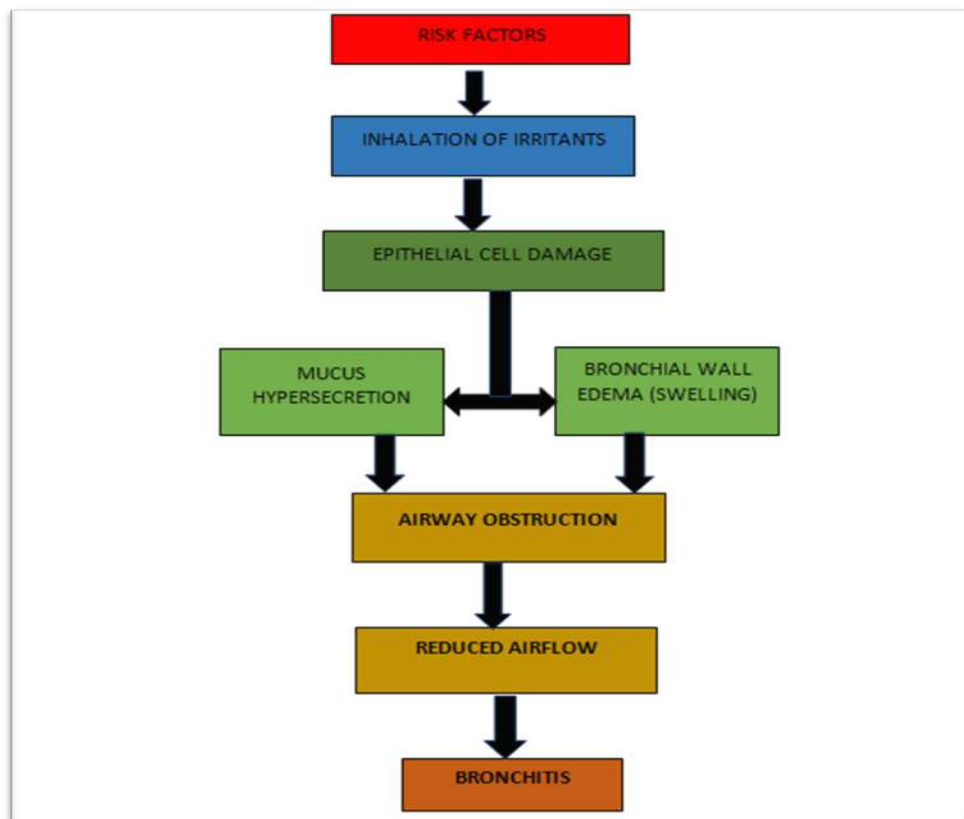 RISK FACTORS
INHALATION OF IRRITANTS
EPITHELIAL CELL DAMAGE
MUCUS
HYPERSECRETION
BRONCHIAL WALL
EDEMA (SWELLING)
AIRWAY OBSTRUCTION
REDUCED AIRFLOW
BRONCHITIS